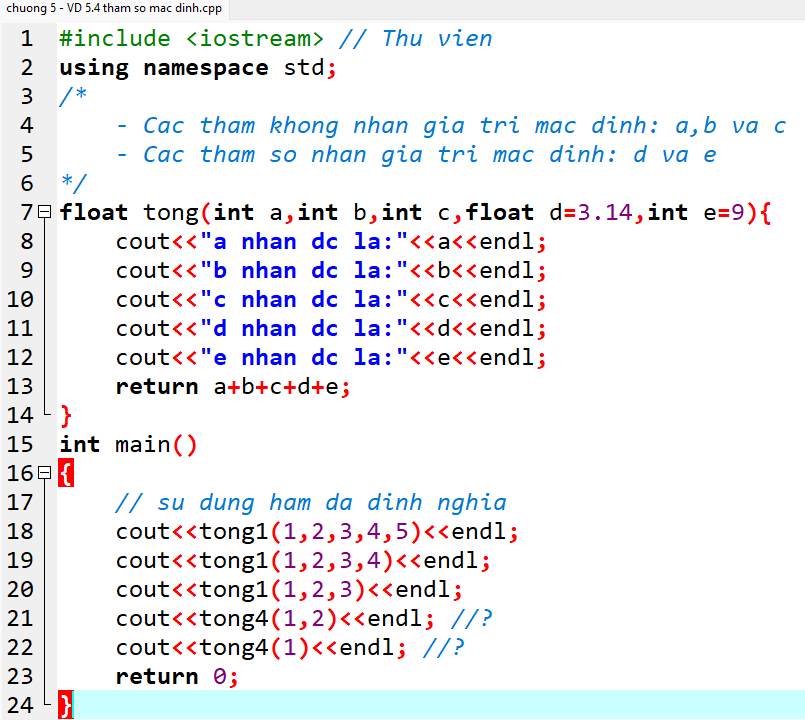 chuong 5 - VD 5.4 tham so mac dinh.cpp
1 #include <iostream> // Thu vien
2 using namespace std;
3 /*
4 - Cac tham khong nhan gia tri mac dinh: a,b va c
5 - Cac tham so nhan gia tri mac dinh: d va e
6 */
7 float tong(int a,int b,int c,float d=3.14,int e=9){
8 cout<<"a nhan dc la:"<<a<<endl;
9 cout<<"b nhan dc la:"<<b<<endl;
10 cout<<"c nhan dc la:"<<c<<endl;
11 cout<<"d nhan dc la:"<<d<<endl;
12 cout<<"e nhan dc la:"<<e<<endl;
13 return a+b+c+d+e;
14 }
15 int main()
16 {
17 // su dung ham da dinh nghia
18 cout<<tong1(1,2,3,4,5)<<endl;
19 cout<<tong1(1,2,3,4)<<endl;
20 cout<<tong1(1,2,3)<<endl;
21 cout<<tong4(1,2)<<endl; //?
22 cout<<tong4(1)<<endl; //?
23 return 0;
24 }